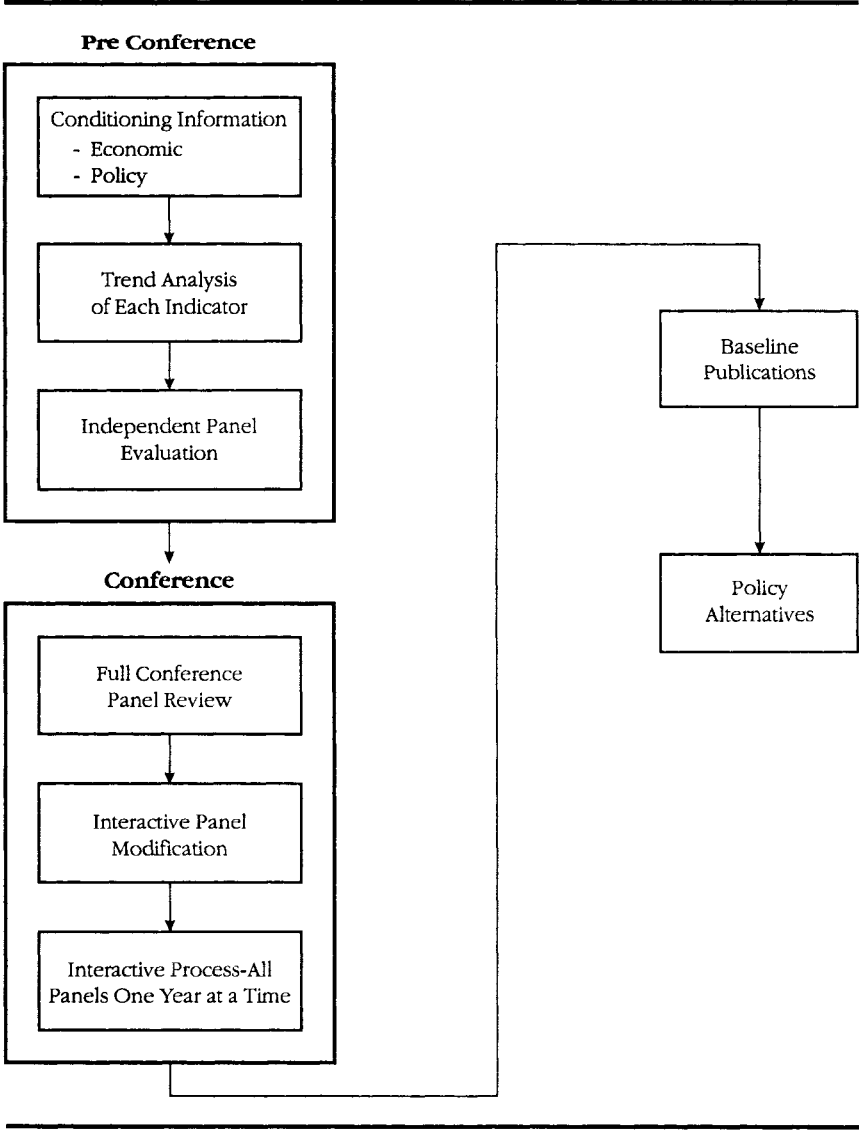 Pre Conference
Conditioning Information
- Economic
- Policy
Trend Analysis
of Each Indicator
Independent Panel
Evaluation
Conference
Full Conference
Panel Review
Interactive Panel
Modification
Interactive Process-All
Panels One Year at a Time
Baseline
Publications
Policy
Alternatives